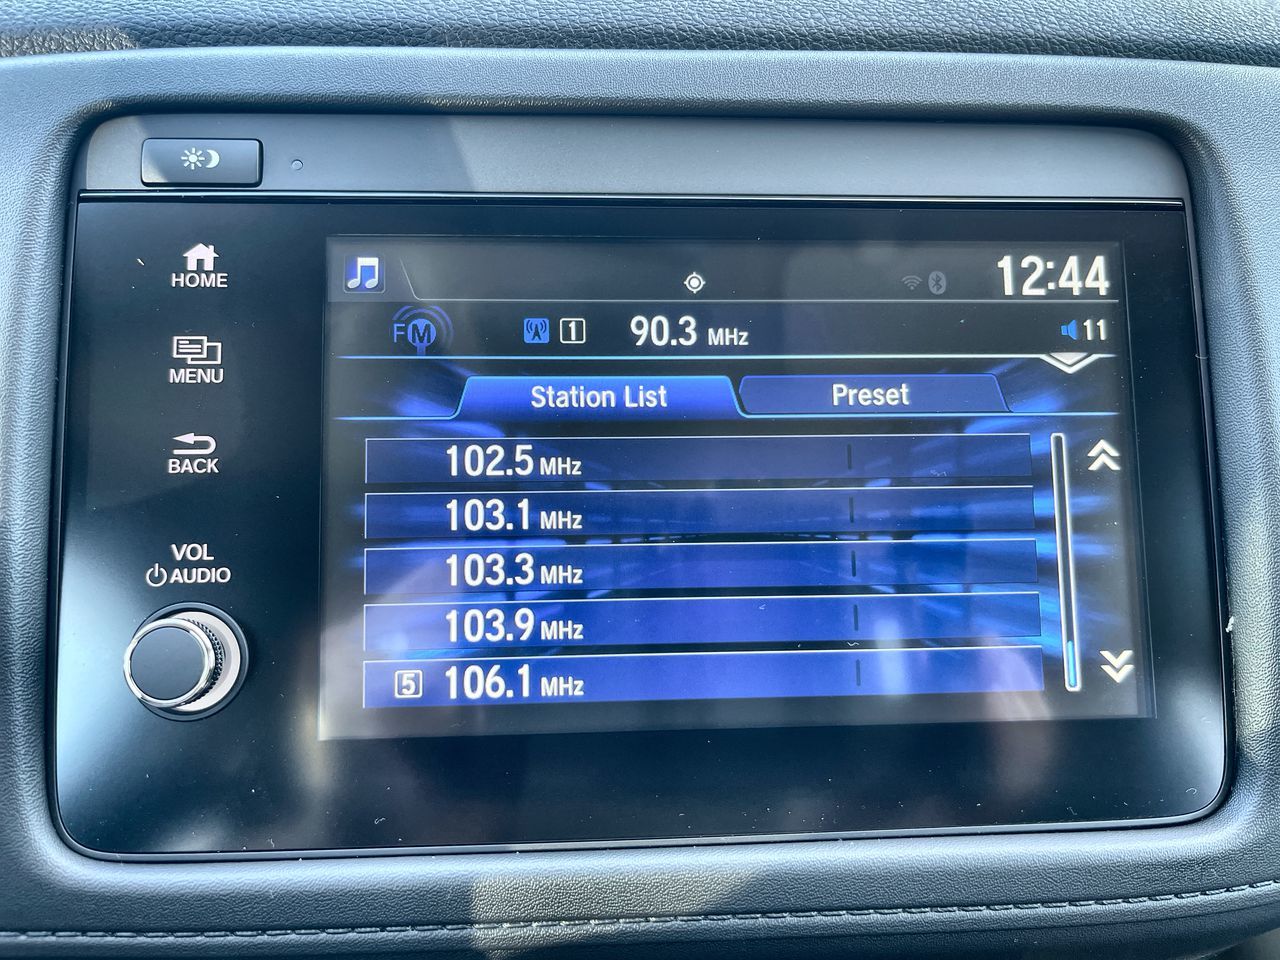 HOME
MENU
BACK
VOL
AUDIO
12:44
FM 1 90.3 MHz 11
Station List Preset
102.5 MHz
103.1 MHz
103.3 MHz
103.9 MHz
5 106.1 MHz